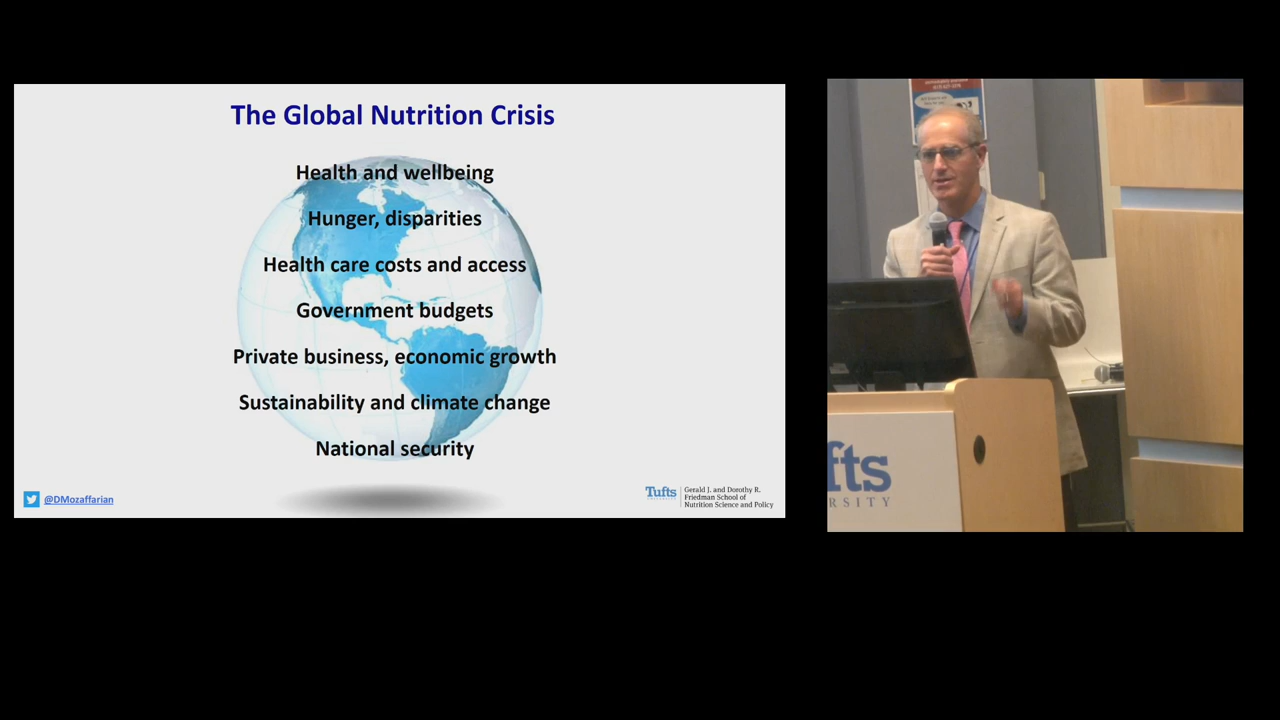 The Global Nutrition Crisis
Health and wellbeing
Hunger, disparities
Health care costs and access
Government budgets
Private business, economic growth
Sustainability and climate change
National security
@DMozaffarian
Tufts
UNIVERSITY
Gerald J. and Dorothy R.
Friedman School of
Nutrition Science and Policy
fts
RSITY